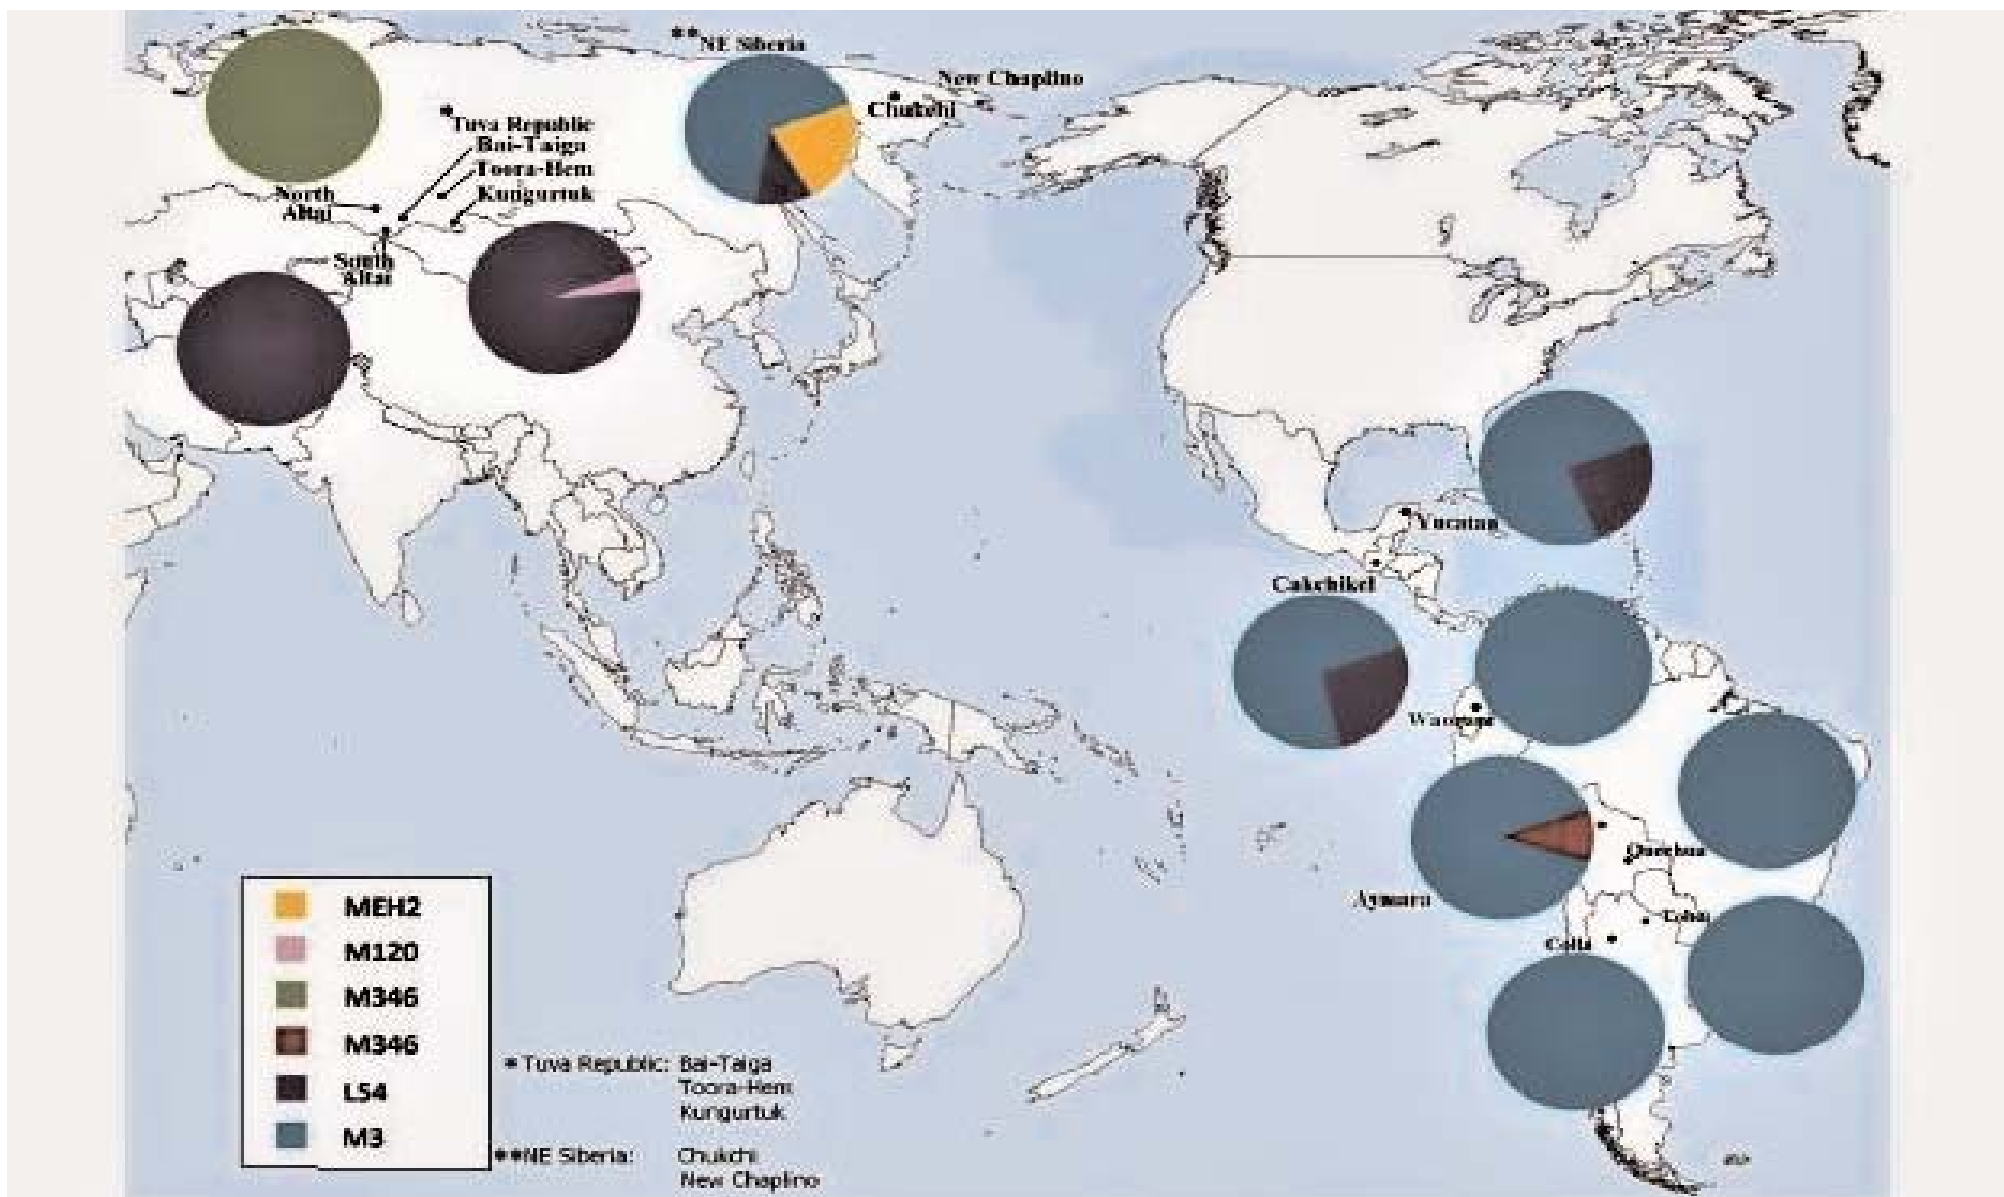 **NE Siberia
New Chaplino
Chukchi
*Tuva Republic
Bai-Taiga
Toora-Hem
Kungurtuk
North
Altai
South
Altai
Yucatan
Cakchikel
Aymara
Quechua
Colla
MEH2
M120
M346
M346
L54
M3
*Tuva Republic: Bai-Taiga
Toora-Hem
Kungurtuk
**NE Siberia: Chukchi
New Chaplino